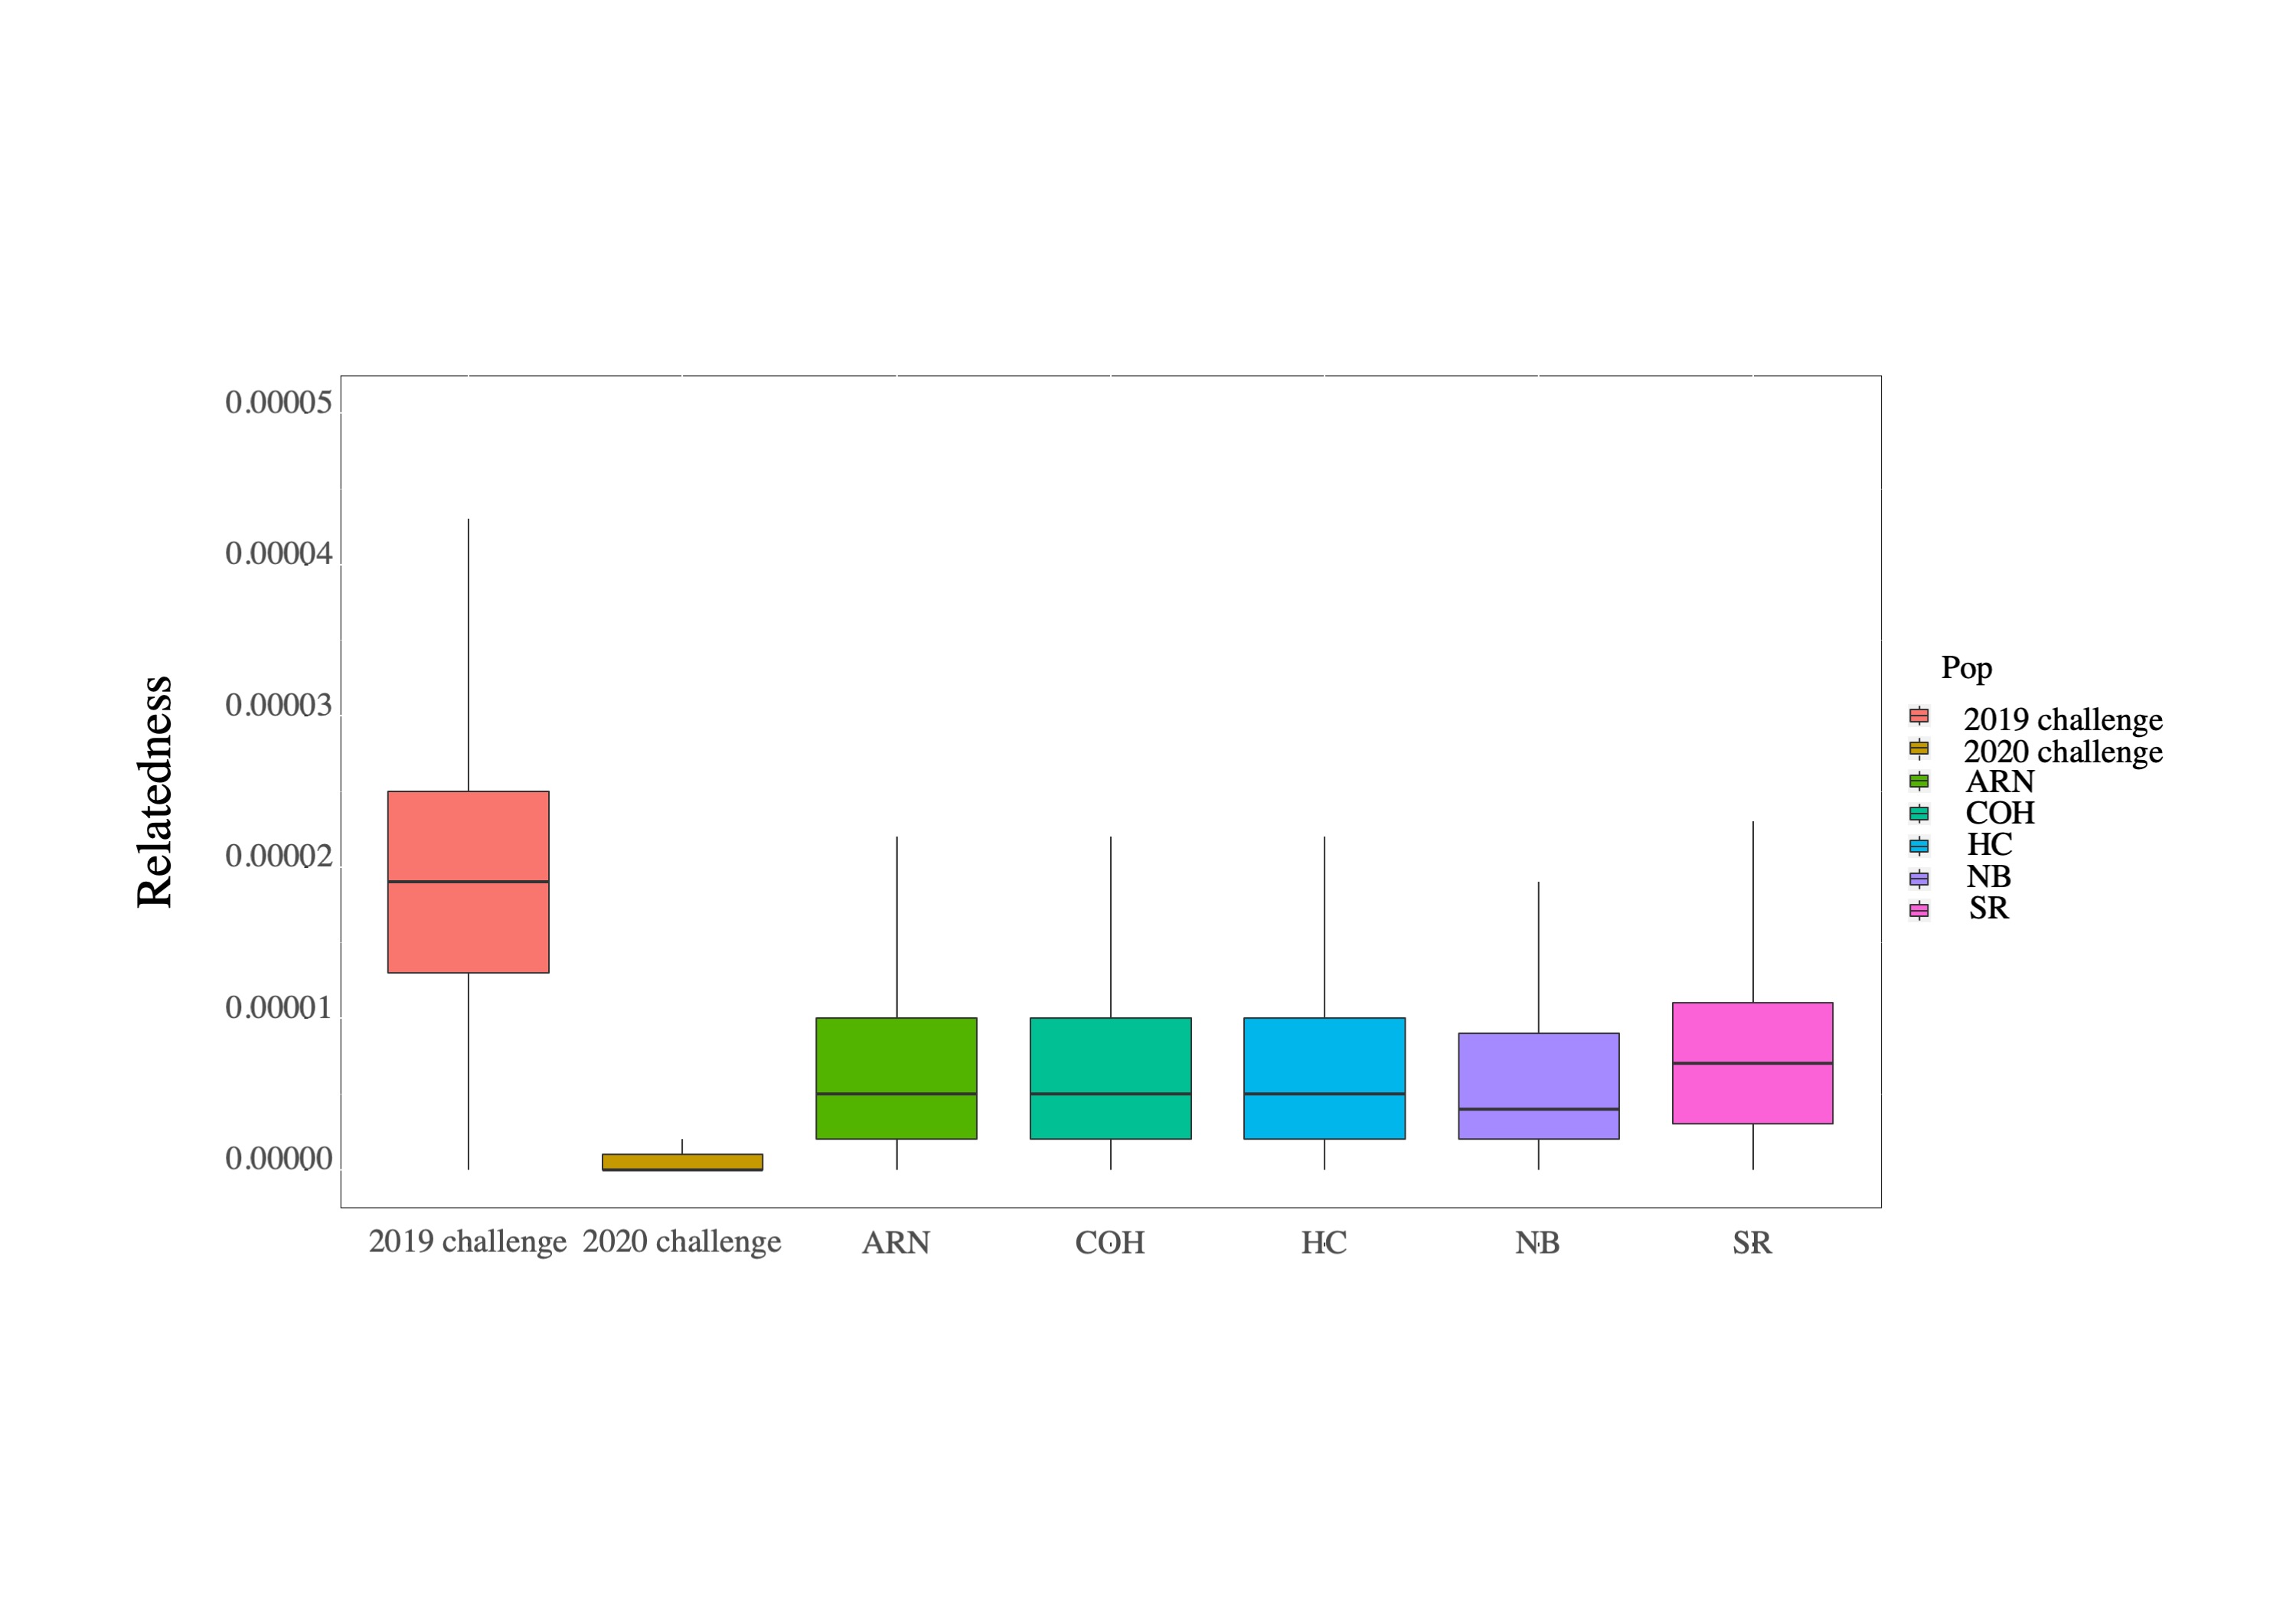 0.00005
0.00004
0.00003
0.00002
0.00001
0.00000
Relatedness
2019 challenge
2020 challenge
ARN
COH
HC
NB
SR
Pop
2019 challenge
2020 challenge
ARN
COH
HC
NB
SR